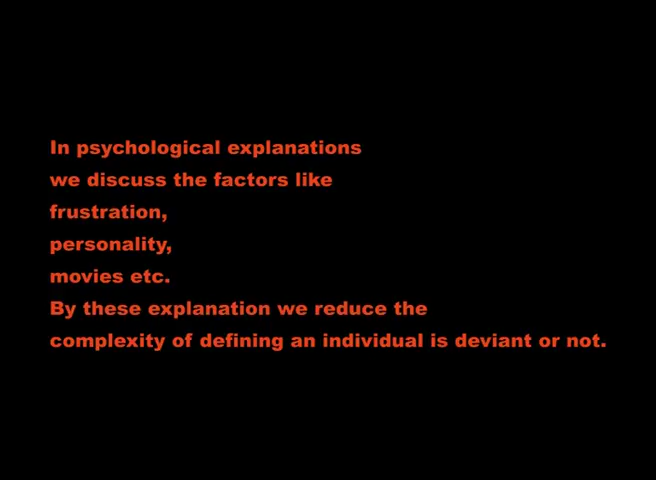 In psychological explanations
we discuss the factors like
frustration,
personality,
movies etc.
By these explanation we reduce the
complexity of defining an individual is deviant or not.